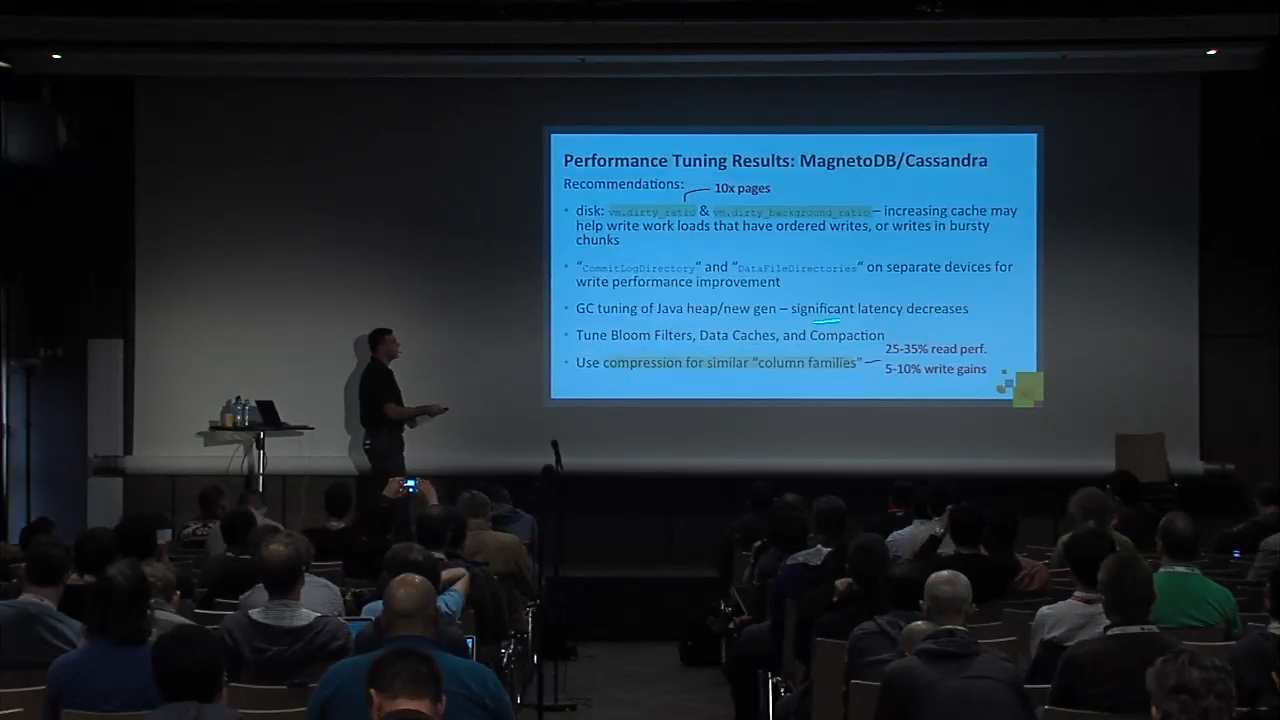 Performance Tuning Results: MagnetoDB/Cassandra
Recommendations:
10x pages
• disk: vm.dirty_ratio & vm.dirty_background_ratio – increasing cache may
help write work loads that have ordered writes, or writes in bursty
chunks
• “CommitLogDirectory” and “DataFileDirectories” on separate devices for
write performance improvement
• GC tuning of Java heap/new gen – significant latency decreases
• Tune Bloom Filters, Data Caches, and Compaction
• Use compression for similar “column families”
25-35% read perf.
5-10% write gains